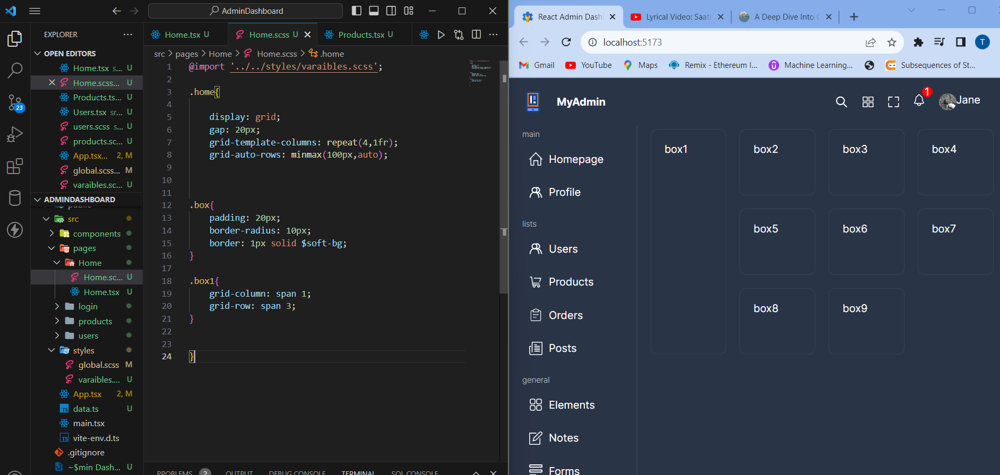 AdminDashboard
EXPLORER
OPEN EDITORS
Home.tsx s... U
Home.scss... U
Products.ts... U
Users.tsx sr... U
users.scss s... U
products.sc... U
App.tsx... 2, M
global.scss... M
varaibles.sc... U
ADMINDASHBOARD
public
src
components
pages
Home
Home.sc... U
Home.tsx U
login
products
users
styles
global.scss M
varaibles.... U
App.tsx 2, M
data.ts U
main.tsx
vite-env.d.ts
.gitignore
~$min Dash... U
23
Home.tsx U
Home.scss U
Products.tsx U
src > pages > Home > Home.scss > .home
1 @import '../../styles/varaibles.scss';
2
3 .home{
4
5 display: grid;
6 gap: 20px;
7 grid-template-columns: repeat(4,1fr);
8 grid-auto-rows: minmax(100px,auto);
9
10
11
12 .box{
13 padding: 20px;
14 border-radius: 10px;
15 border: 1px solid $soft-bg;
16 }
17
18 .box1{
19 grid-column: span 1;
20 grid-row: span 3;
21 }
22
23
24 }
PROBLEMS 2 OUTPUT DEBUG CONSOLE TERMINAL SQL CONSOLE
React Admin Dash
Lyrical Video: Saat
A Deep Dive Into
localhost:5173
T
Gmail
YouTube
Maps
Remix - Ethereum I...
Machine Learning...
Subsequences of St...
MyAdmin
1
Jane
main
Homepage
Profile
lists
Users
Products
Orders
Posts
general
Elements
Notes
Forms
box1 box2 box3 box4
box5 box6 box7
box8 box9